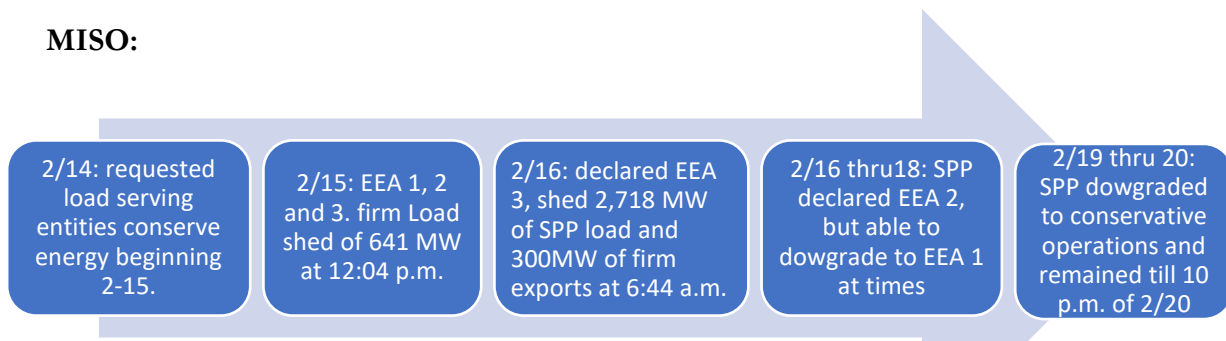 MISO:
2/14: requested
load serving
entities conserve
energy beginning
2-15.
2/15: EEA 1, 2
and 3. firm Load
shed of 641 MW
at 12:04 p.m.
2/16: declared EEA
3, shed 2,718 MW
of SPP load and
300MW of firm
exports at 6:44 a.m.
2/16 thru18: SPP
declared EEA 2,
but able to
dowgrade to EEA 1
at times
2/19 thru 20:
SPP dowgraded
to conservative
operations and
remained till 10
p.m. of 2/20